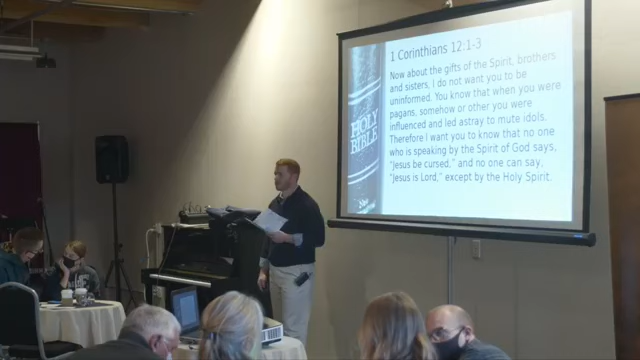 1 Corinthians 12:1-3
Now about the gifts of the Spirit, brothers
and sisters, I do not want you to be
uninformed. You know that when you were
pagans, somehow or other you were
influenced and led astray to mute idols.
Therefore I want you to know that no one
who is speaking by the Spirit of God says,
"Jesus be cursed," and no one can say,
"Jesus is Lord," except by the Holy Spirit.
HOLY
BIBLE